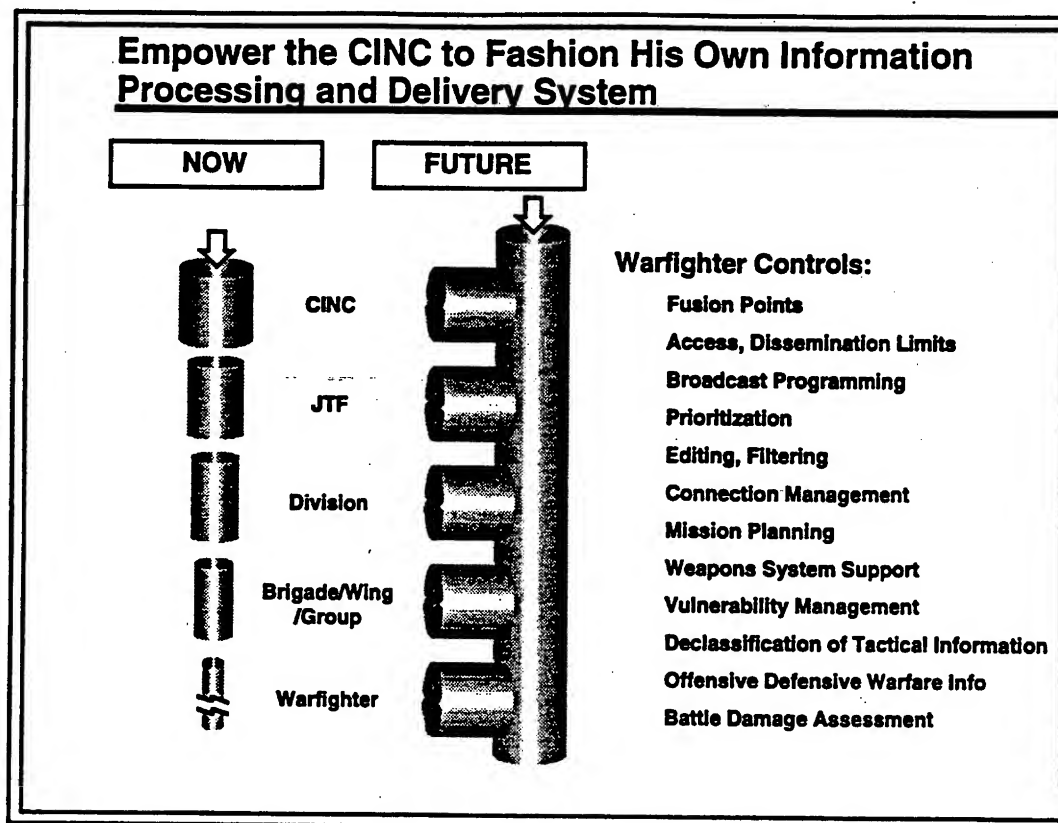 Empower the CINC to Fashion His Own Information
Processing and Delivery System
NOW
FUTURE
CINC
JTF
Division
Brigade/Wing
/Group
Warfighter
Warfighter Controls:
Fusion Points
Access, Dissemination Limits
Broadcast Programming
Prioritization
Editing, Filtering
Connection Management
Mission Planning
Weapons System Support
Vulnerability Management
Declassification of Tactical Information
Offensive Defensive Warfare Info
Battle Damage Assessment